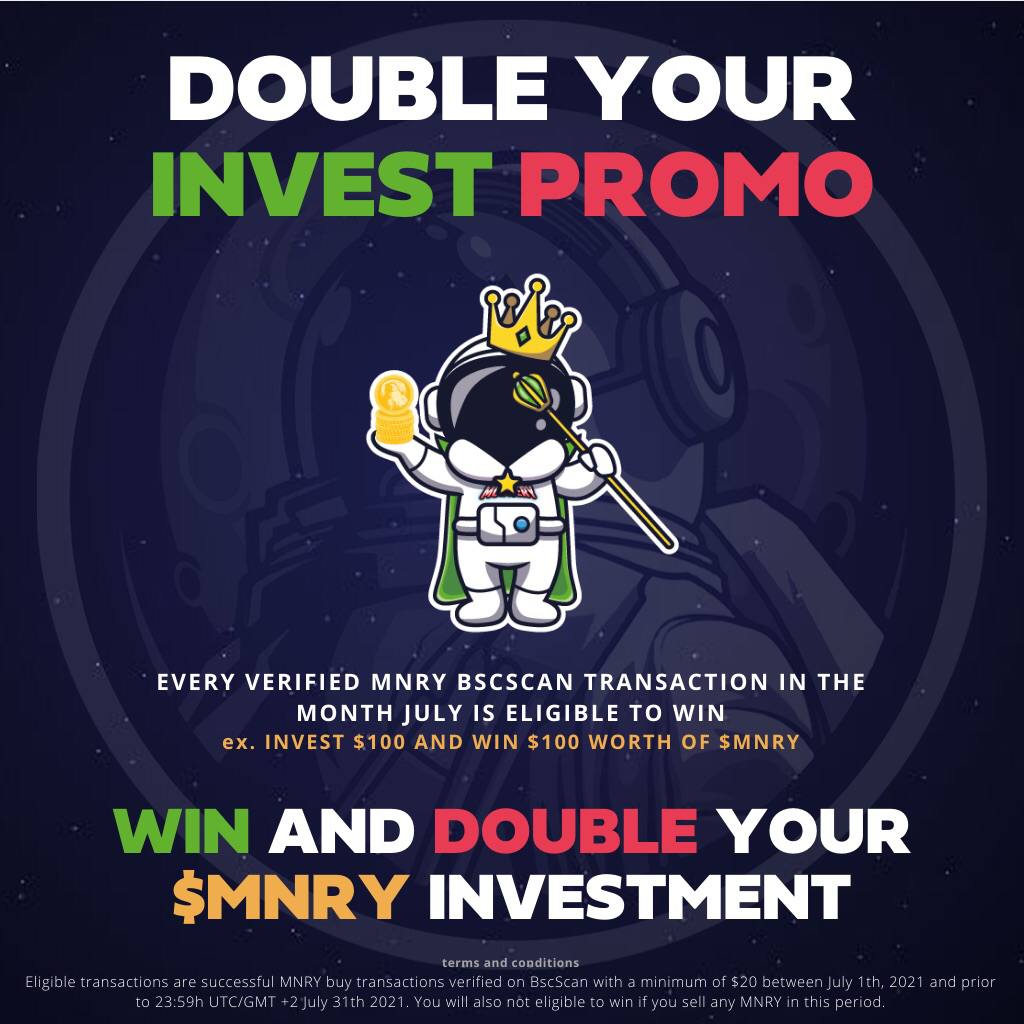 DOUBLE YOUR
INVEST PROMO
EVERY VERIFIED MNRY BSCSCAN TRANSACTION IN THE
MONTH JULY IS ELIGIBLE TO WIN
ex. INVEST $100 AND WIN $100 WORTH OF $MNRY
WIN AND DOUBLE YOUR
$MNRY INVESTMENT
terms and conditions
Eligible transactions are successful MNRY buy transactions verified on BscScan with a minimum of $20 between July 1th, 2021 and prior
to 23:59h UTC/GMT +2 July 31th 2021. You will also not eligible to win if you sell any MNRY in this period.